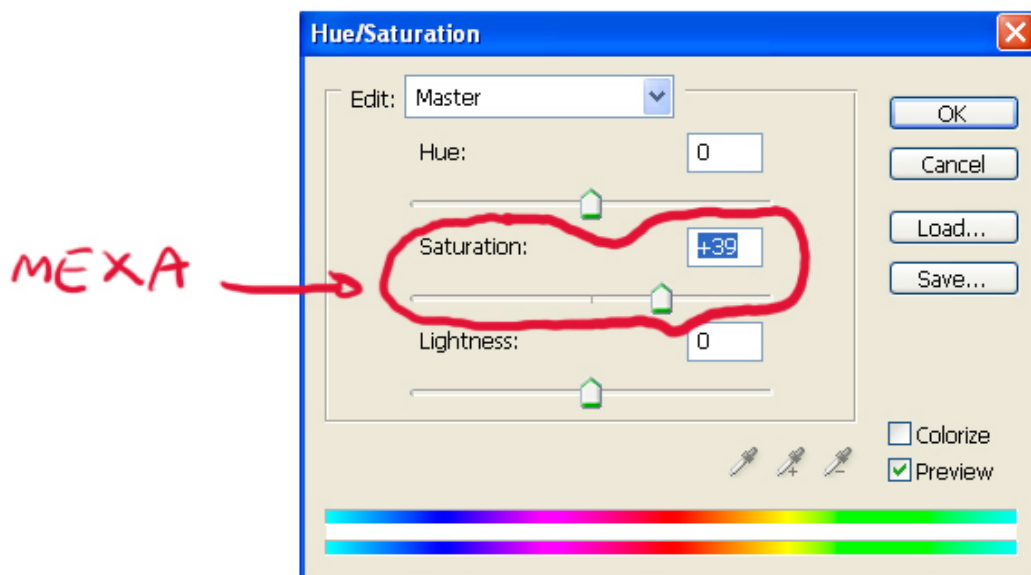 Hue/Saturation
Edit: Master
OK
Hue: 0
Cancel
Saturation: +39
Load...
MEXA
Save...
Lightness: 0
Colorize
Preview